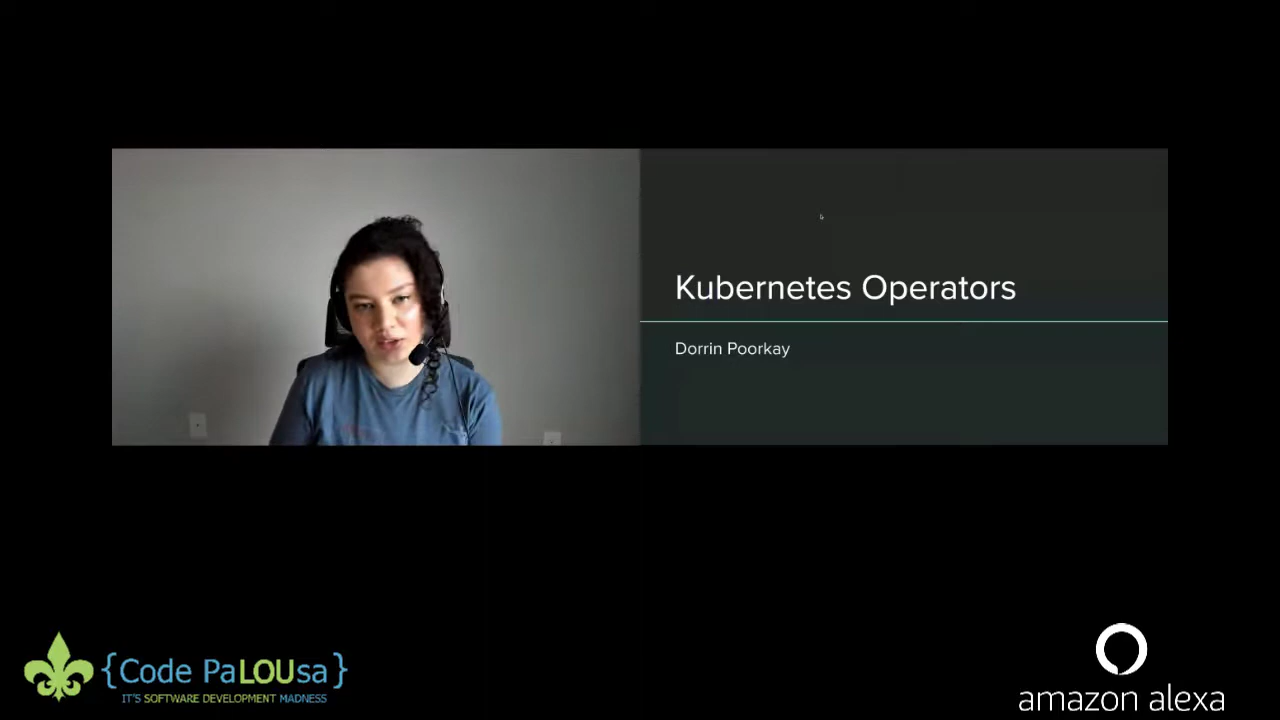 Kubernetes Operators
Dorrin Poorkay
{Code PaLOUsa}
IT'S SOFTWARE DEVELOPMENT MADNESS
amazon alexa